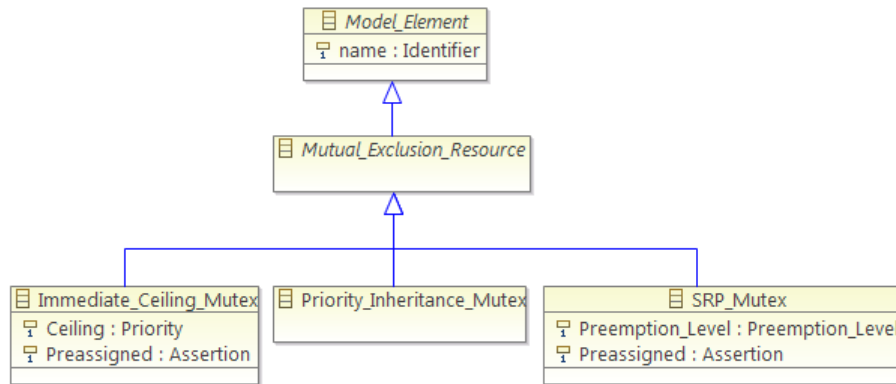 Model_Element
name : Identifier
Mutual_Exclusion_Resource
Immediate_Ceiling_Mutex
Ceiling : Priority
Preassigned : Assertion
Priority_Inheritance_Mutex
SRP_Mutex
Preemption_Level : Preemption_Level
Preassigned : Assertion